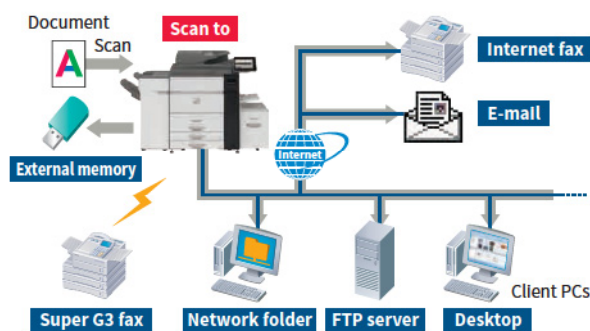 Document
Scan
A
Scan to
Internet fax
E-mail
External memory
Internet
Super G3 fax
Network folder
FTP server
Desktop
Client PCs